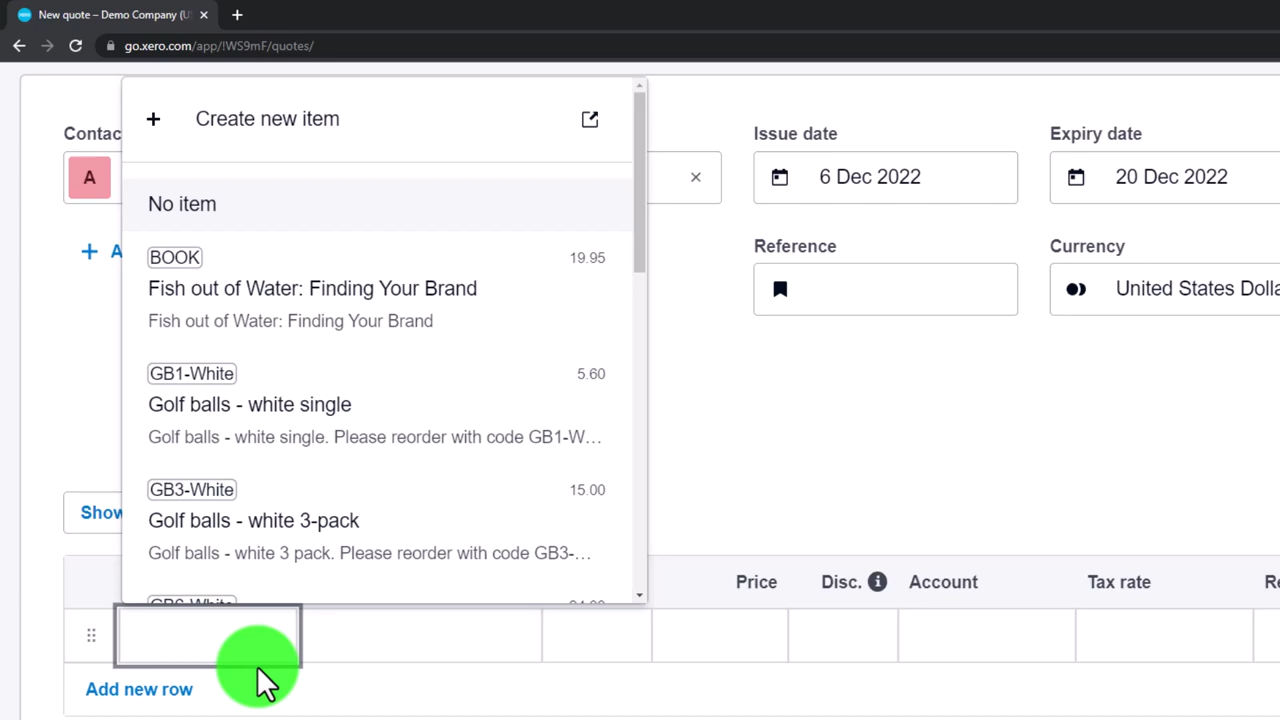 New quote – Demo Company (U
go.xero.com/app/!WS9mF/quotes/
Contac
Create new item
Issue date
Expiry date
A
6 Dec 2022
20 Dec 2022
No item
A
Reference
Currency
BOOK
19.95
Fish out of Water: Finding Your Brand
United States Dolla
Fish out of Water: Finding Your Brand
GB1-White
5.60
Golf balls - white single
Golf balls - white single. Please reorder with code GB1-W...
GB3-White
15.00
Golf balls - white 3-pack
Show
Golf balls - white 3 pack. Please reorder with code GB3-...
Price
Disc.
Account
Tax rate
Re
Add new row